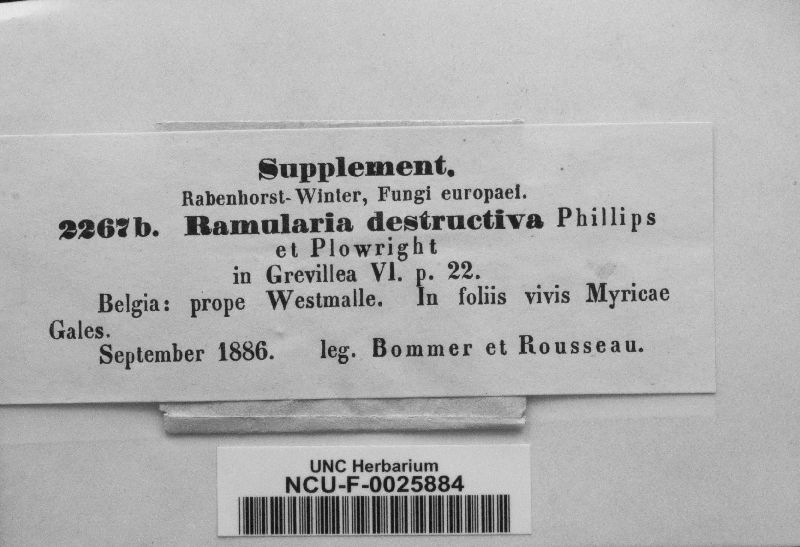 Supplement.
Rabenhorst-Winter, Fungi europaei.
2267b. Ramularia destructiva Phillips
et Plowright
in Grevillea VI. p. 22.
Belgia: prope Westmalle. In foliis vivis Myricae
Gales.
September 1886. leg. Bommer et Rousseau.
UNC Herbarium
NCU-F-0025884